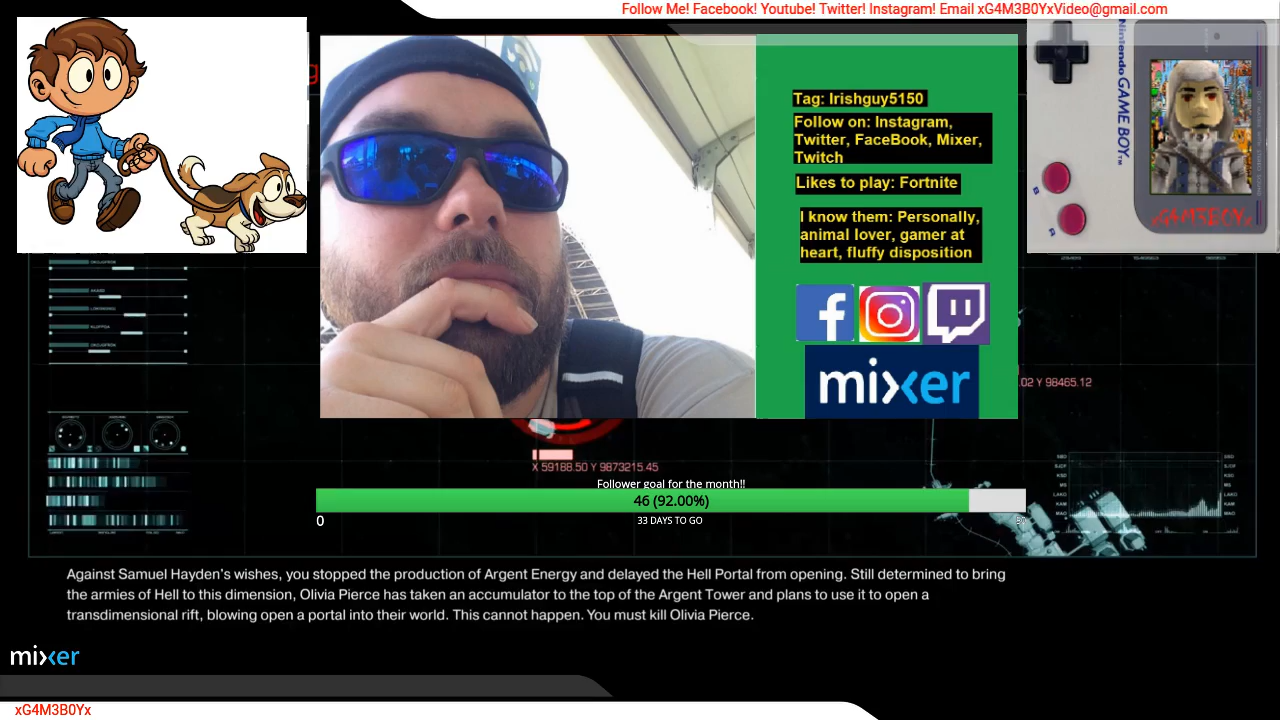 Follow Me! Facebook! Youtube! Twitter! Instagram! Email xG4M3B0YxVideo@gmail.com
Nintendo GAME BOY™
xG4M3BOYx
Tag: Irishguy5150
Follow on: Instagram,
Twitter, FaceBook, Mixer,
Twitch
Likes to play: Fortnite
I know them: Personally,
animal lover, gamer at
heart, fluffy disposition
mixer
.02 Y 98465.12
X 59188.50 Y 9873215.45
Follower goal for the month!!
46 (92.00%)
0
33 DAYS TO GO
Against Samuel Hayden's wishes, you stopped the production of Argent Energy and delayed the Hell Portal from opening. Still determined to bring
the armies of Hell to this dimension, Olivia Pierce has taken an accumulator to the top of the Argent Tower and plans to use it to open a
transdimensional rift, blowing open a portal into their world. This cannot happen. You must kill Olivia Pierce.
mixer
xG4M3B0Yx